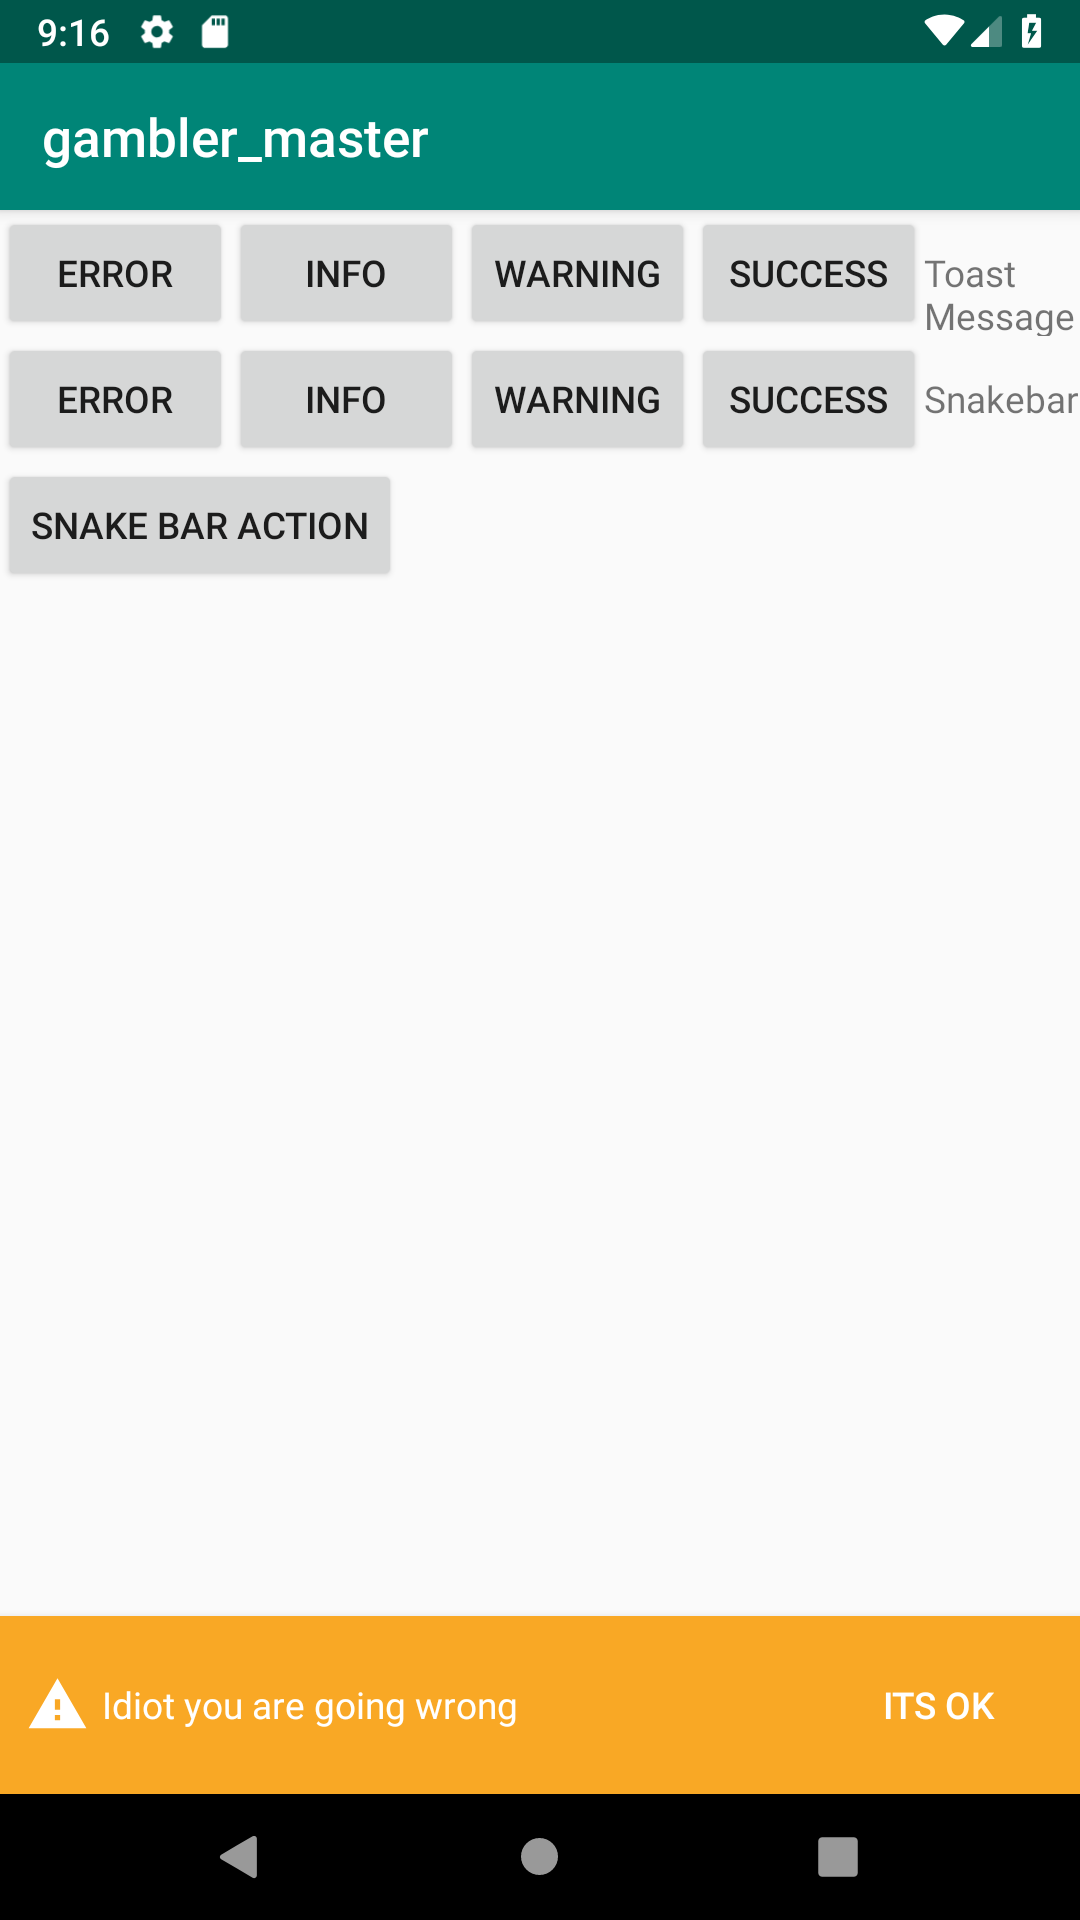 9:16
gambler_master
ERROR INFO WARNING SUCCESS Toast Message
ERROR INFO WARNING SUCCESS Snakebar
SNAKE BAR ACTION
Idiot you are going wrong ITS OK